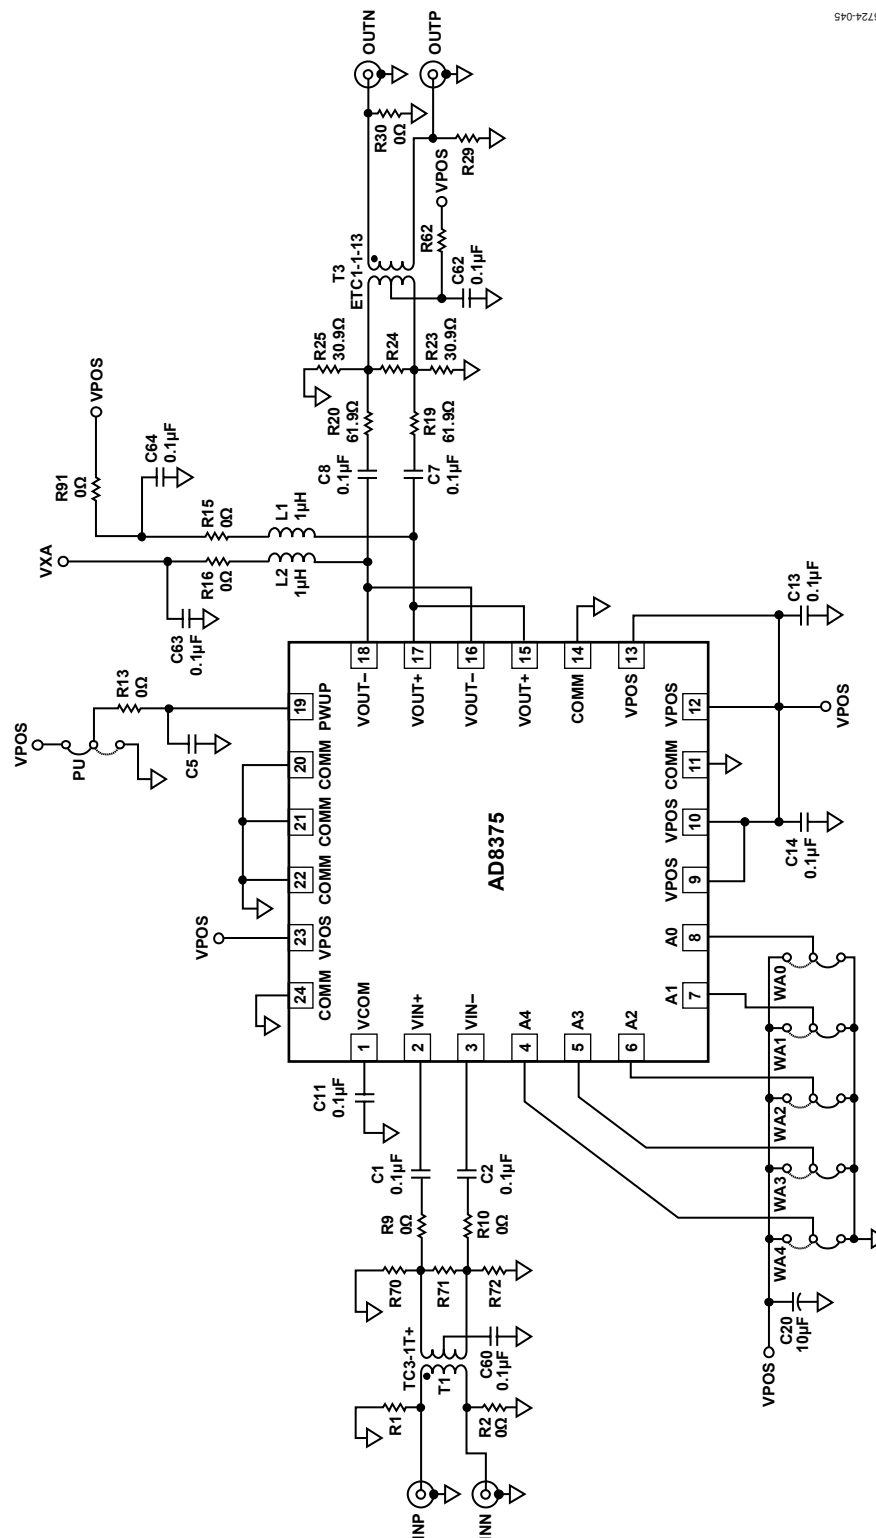 6724-045
OUTN
OUTP
R30
0Ω
R29
VPOS
R62
C62
0.1µF
T3
ETC1-1-13
R25
30.9Ω
R24
R23
30.9Ω
R20
61.9Ω
R19
61.9Ω
C8
0.1µF
C7
0.1µF
VPOS
R91
0Ω
C64
0.1µF
R15
0Ω
L1
1µH
VXA
R16
0Ω
L2
1µH
C63
0.1µF
C13
0.1µF
VPOS
PU
R13
0Ω
C5
18
17
16
15
14
13
VOUT–
VOUT+
VOUT–
VOUT+
COMM
VPOS
19
PWUP
20
COMM
21
COMM
22
COMM
23
VPOS
24
COMM
VPOS
AD8375
12
VPOS
11
COMM
10
VPOS
9
VPOS
8
A0
7
A1
VPOS
C14
0.1µF
VCOM
VIN+
VIN–
A4
A3
A2
1
2
3
4
5
6
C11
0.1µF
C1
0.1µF
C2
0.1µF
R9
0Ω
R10
0Ω
R70
R71
R72
TC3-1T+
T1
C60
0.1µF
R1
R2
0Ω
INP
INN
WA0
WA1
WA2
WA3
WA4
C20
10µF
VPOS